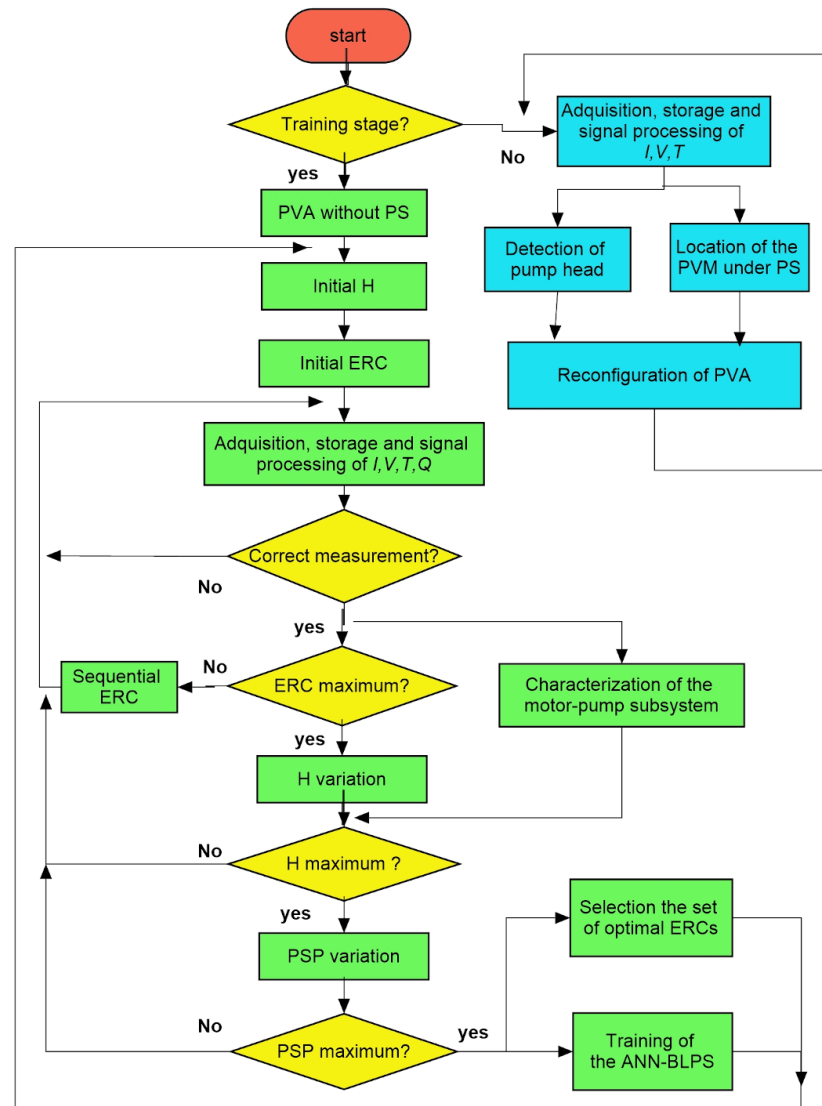 start
Training stage?
No
yes
Adquisition, storage and
signal processing of
I,V,T
PVA without PS
Detection of
pump head
Location of the
PVM under PS
Initial H
Initial ERC
Reconfiguration of PVA
Adquisition, storage and signal
processing of I,V,T,Q
Correct measurement?
No
yes
Sequential
ERC
No
ERC maximum?
Characterization of the
motor-pump subsystem
yes
H variation
No
H maximum ?
yes
Selection the set
of optimal ERCs
PSP variation
No
PSP maximum?
yes
Training of
the ANN-BLPS